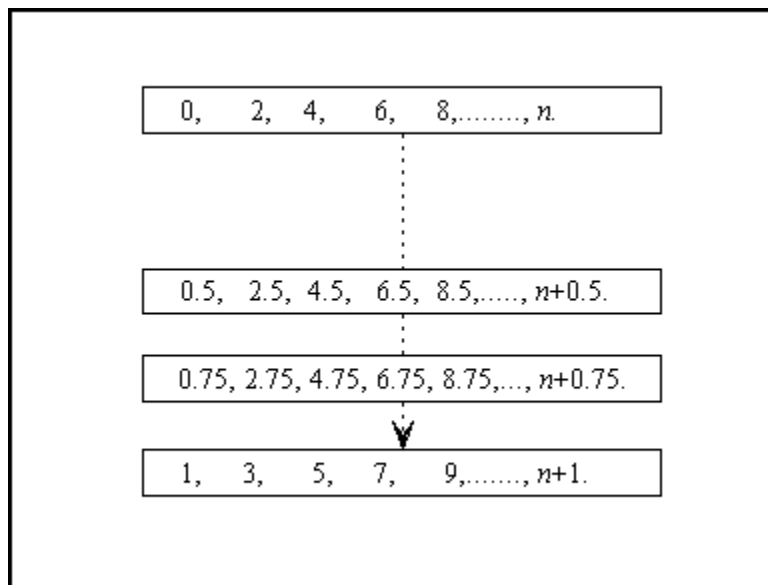 0, 2, 4, 6, 8,........, n.
0.5, 2.5, 4.5, 6.5, 8.5,....., n+0.5.
0.75, 2.75, 4.75, 6.75, 8.75,..., n+0.75.
1, 3, 5, 7, 9,......., n+1.